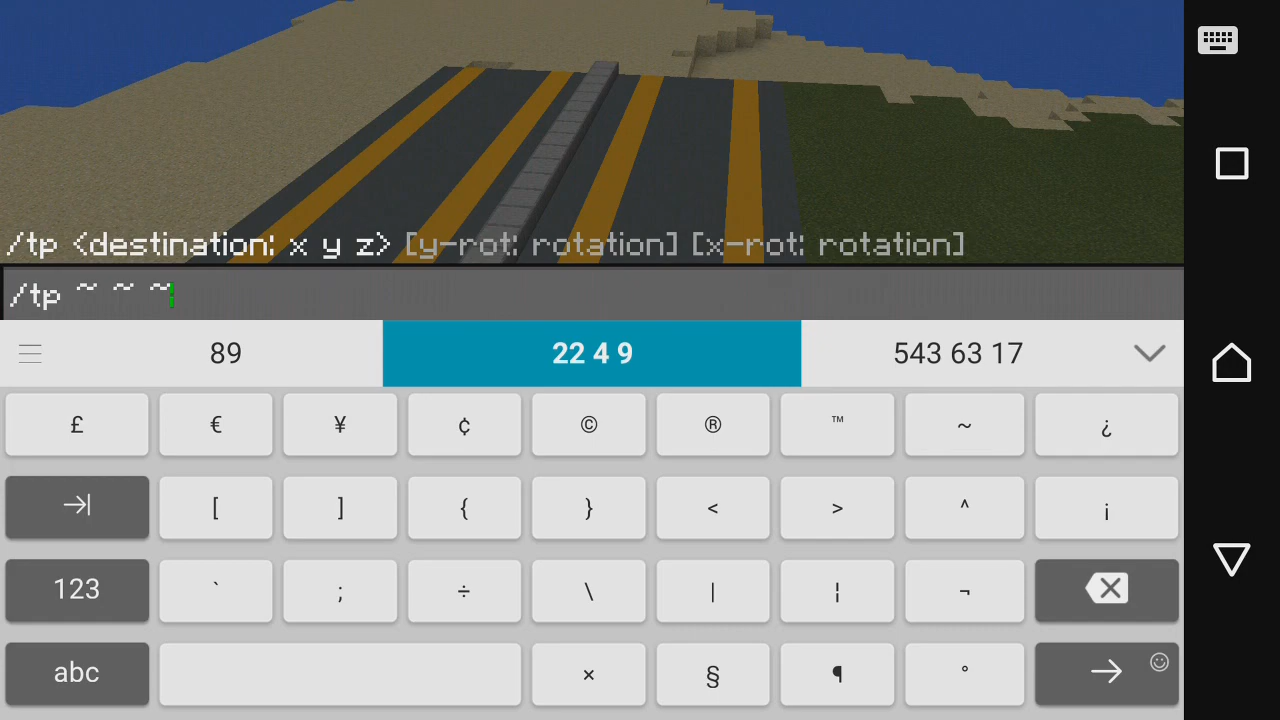 /tp <destination: x y z> [y-rot: rotation] [x-rot: rotation]
/tp ~ ~ ~
89 22 4 9 543 63 17
£ € ¥ ¢ © ® ™ ~ ¿
[ ] { } < > ^ ¡
123 ` ; ÷ \ | ¦ ¬
abc × § ¶ °